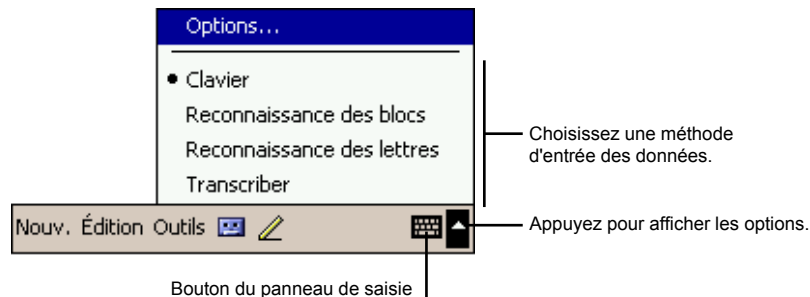 Options...
Clavier
Reconnaissance des blocs
Reconnaissance des lettres
Transcriber
Choisissez une méthode
d'entrée des données.
Nouv. Édition Outils
Appuyez pour afficher les options.
Bouton du panneau de saisie